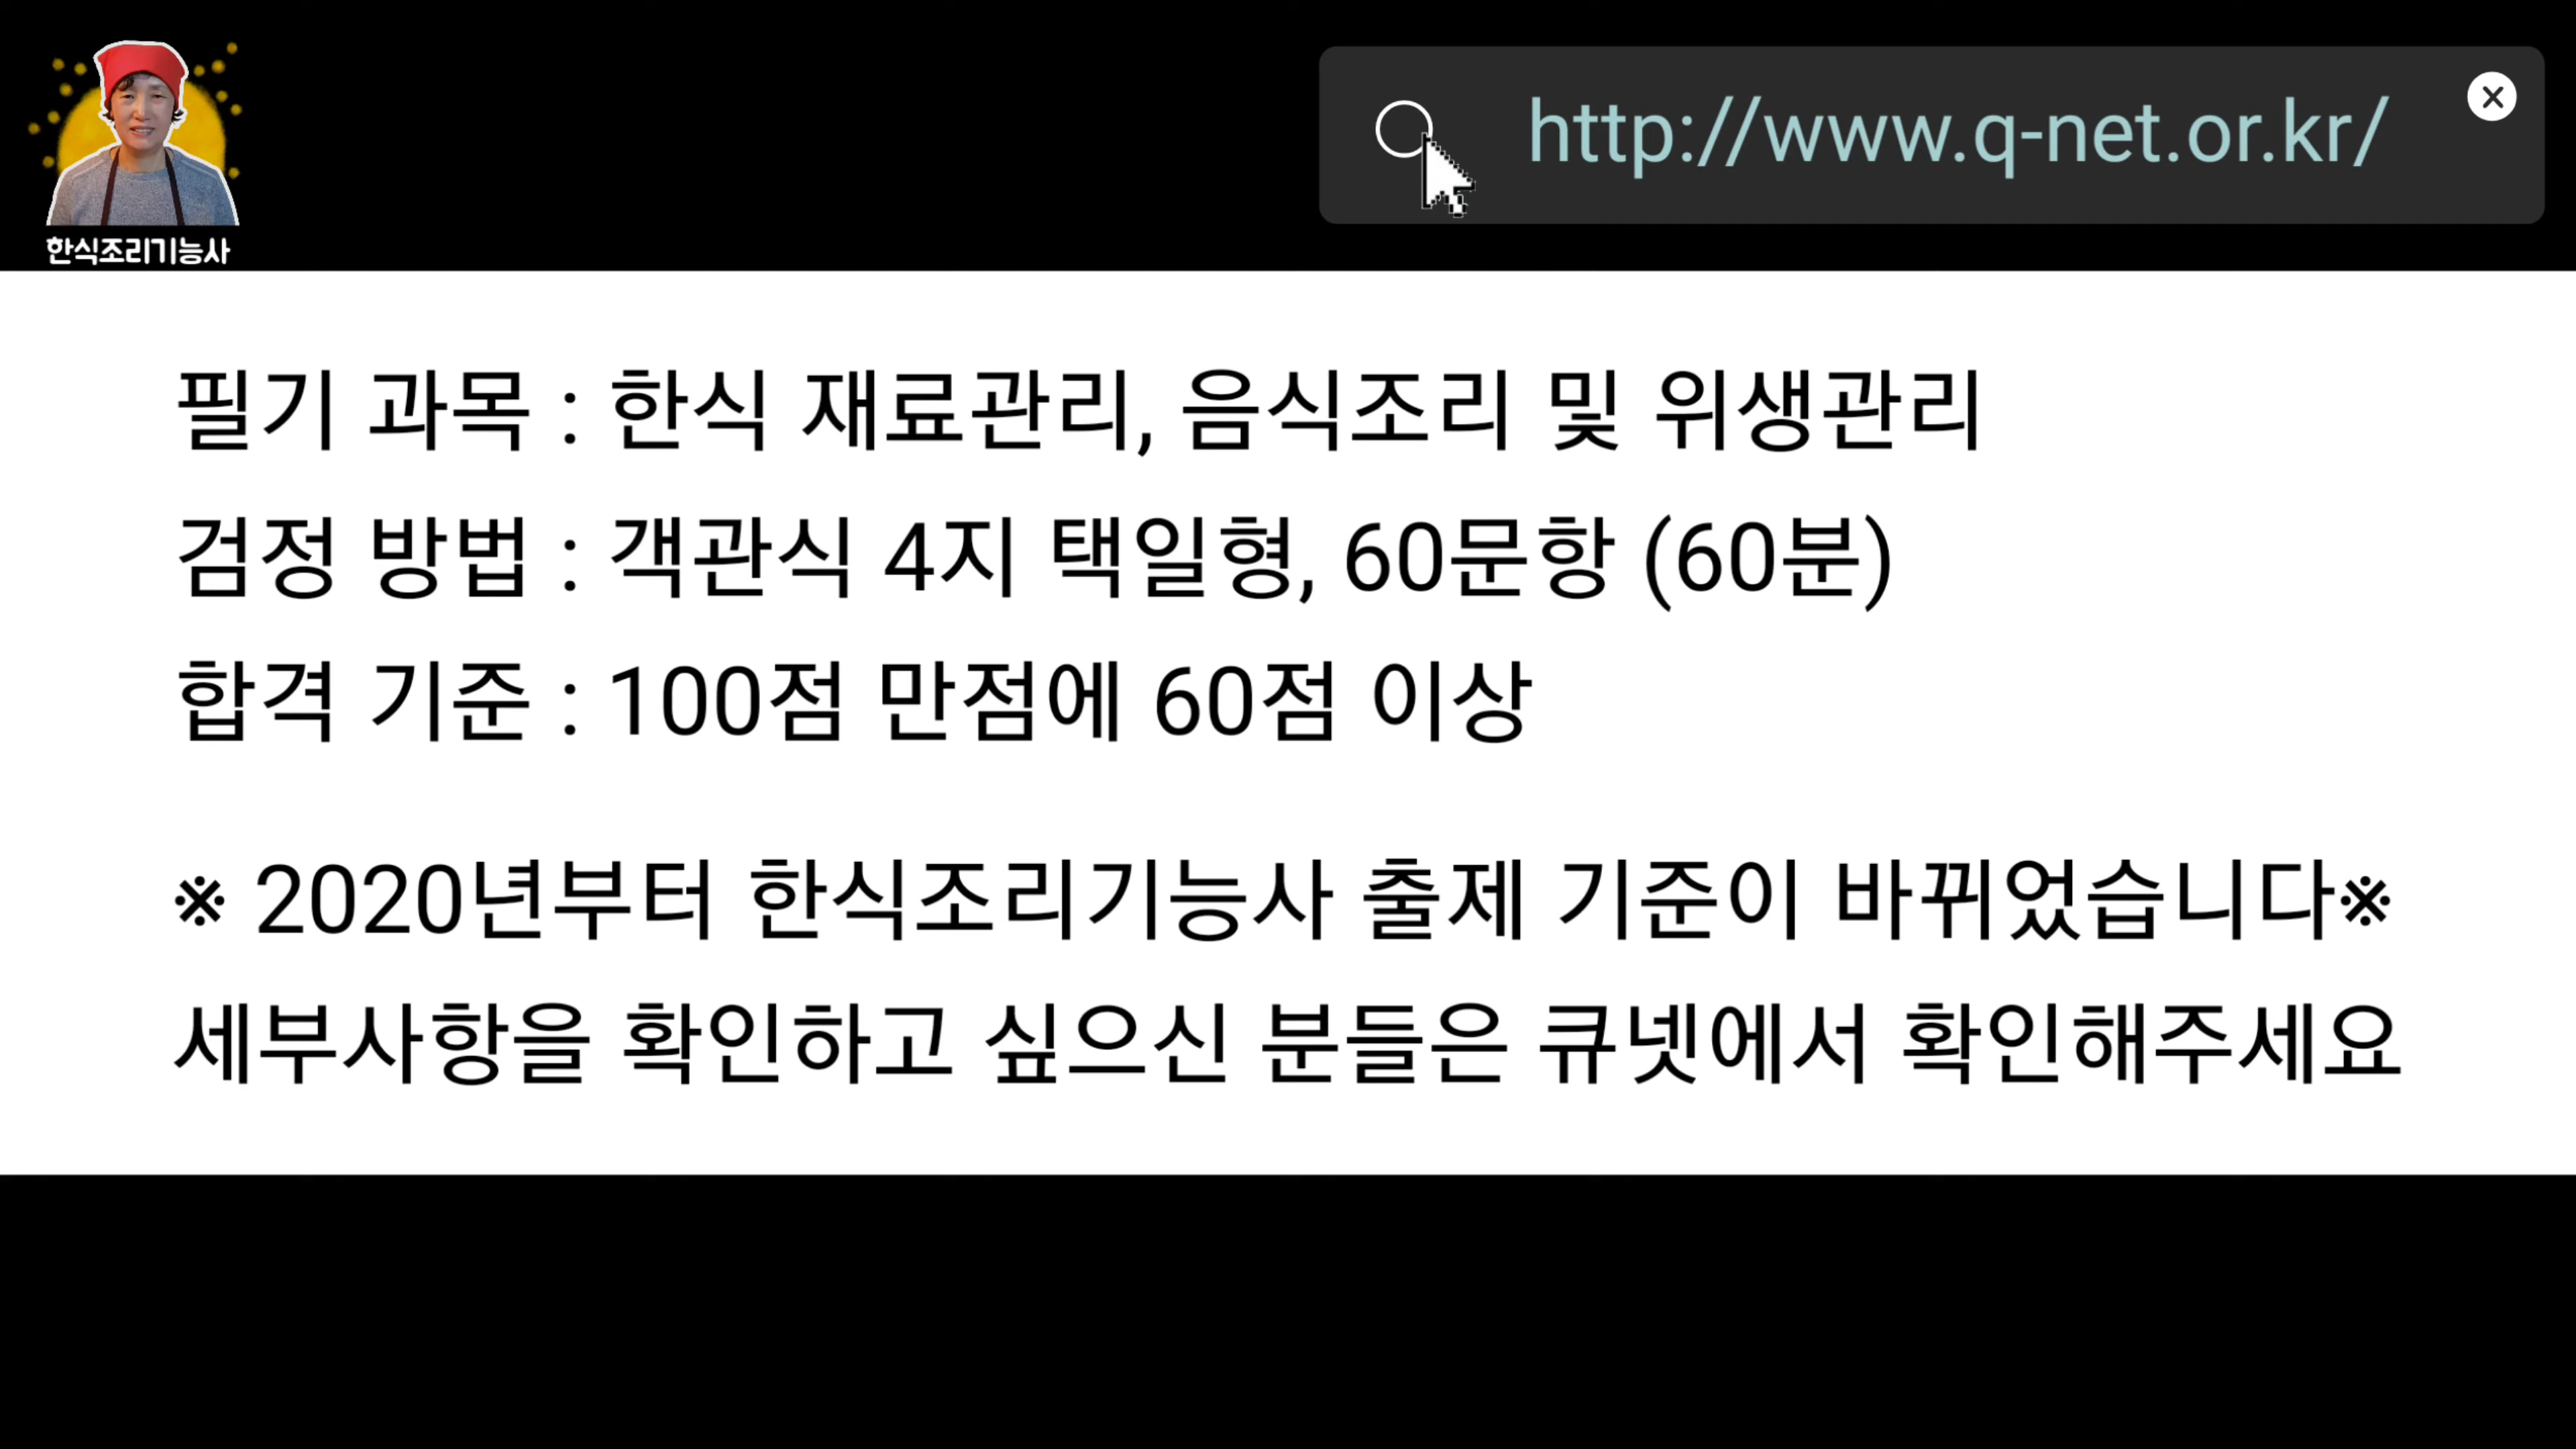 한식조리기능사
http://www.q-net.or.kr/
필기 과목 : 한식 재료관리, 음식조리 및 위생관리
검정 방법 : 객관식 4지 택일형, 60문항 (60분)
합격 기준 : 100점 만점에 60점 이상
※ 2020년부터 한식조리기능사 출제 기준이 바뀌었습니다※
세부사항을 확인하고 싶으신 분들은 큐넷에서 확인해주세요